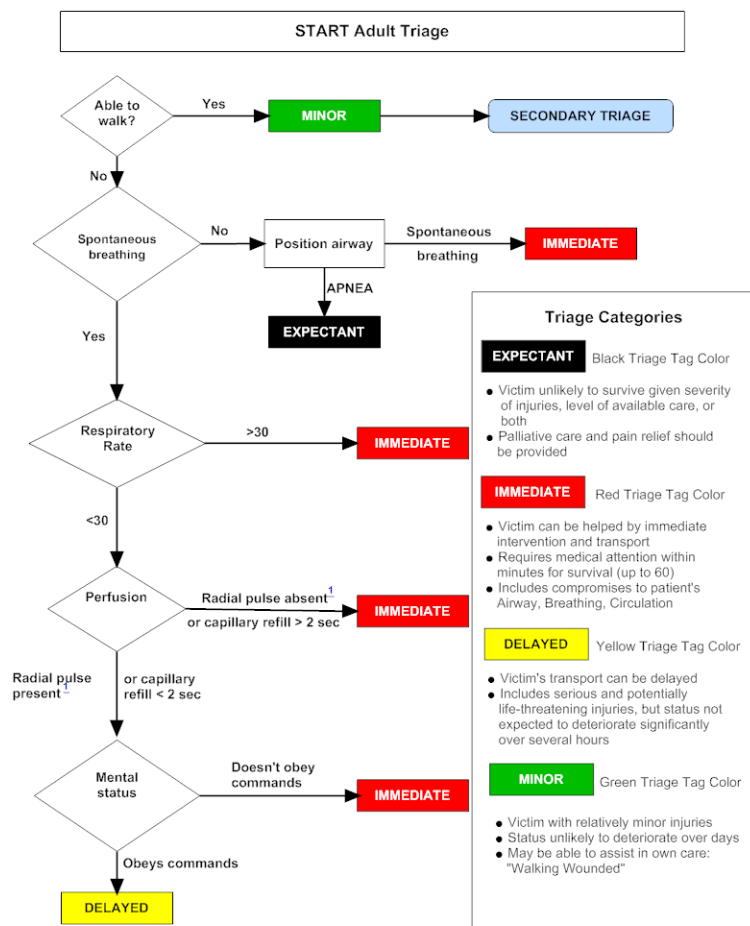 START Adult Triage
Able to
walk?
Yes
MINOR
SECONDARY TRIAGE
No
Spontaneous
breathing
No
Position airway
Spontaneous
breathing
IMMEDIATE
APNEA
EXPECTANT
Yes
Respiratory
Rate
>30
IMMEDIATE
<30
Perfusion
Radial pulse absent1
or capillary refill > 2 sec
IMMEDIATE
Radial pulse
present1
or capillary
refill < 2 sec
Mental
status
Doesn't obey
commands
IMMEDIATE
Obeys commands
DELAYED
Triage Categories
EXPECTANT Black Triage Tag Color
● Victim unlikely to survive given severity
of injuries, level of available care, or
both
● Palliative care and pain relief should
be provided
IMMEDIATE Red Triage Tag Color
● Victim can be helped by immediate
intervention and transport
● Requires medical attention within
minutes for survival (up to 60)
● Includes compromises to patient's
Airway, Breathing, Circulation
DELAYED Yellow Triage Tag Color
● Victim's transport can be delayed
● Includes serious and potentially
life-threatening injuries, but status not
expected to deteriorate significantly
over several hours
MINOR Green Triage Tag Color
● Victim with relatively minor injuries
● Status unlikely to deteriorate over days
● May be able to assist in own care:
"Walking Wounded"